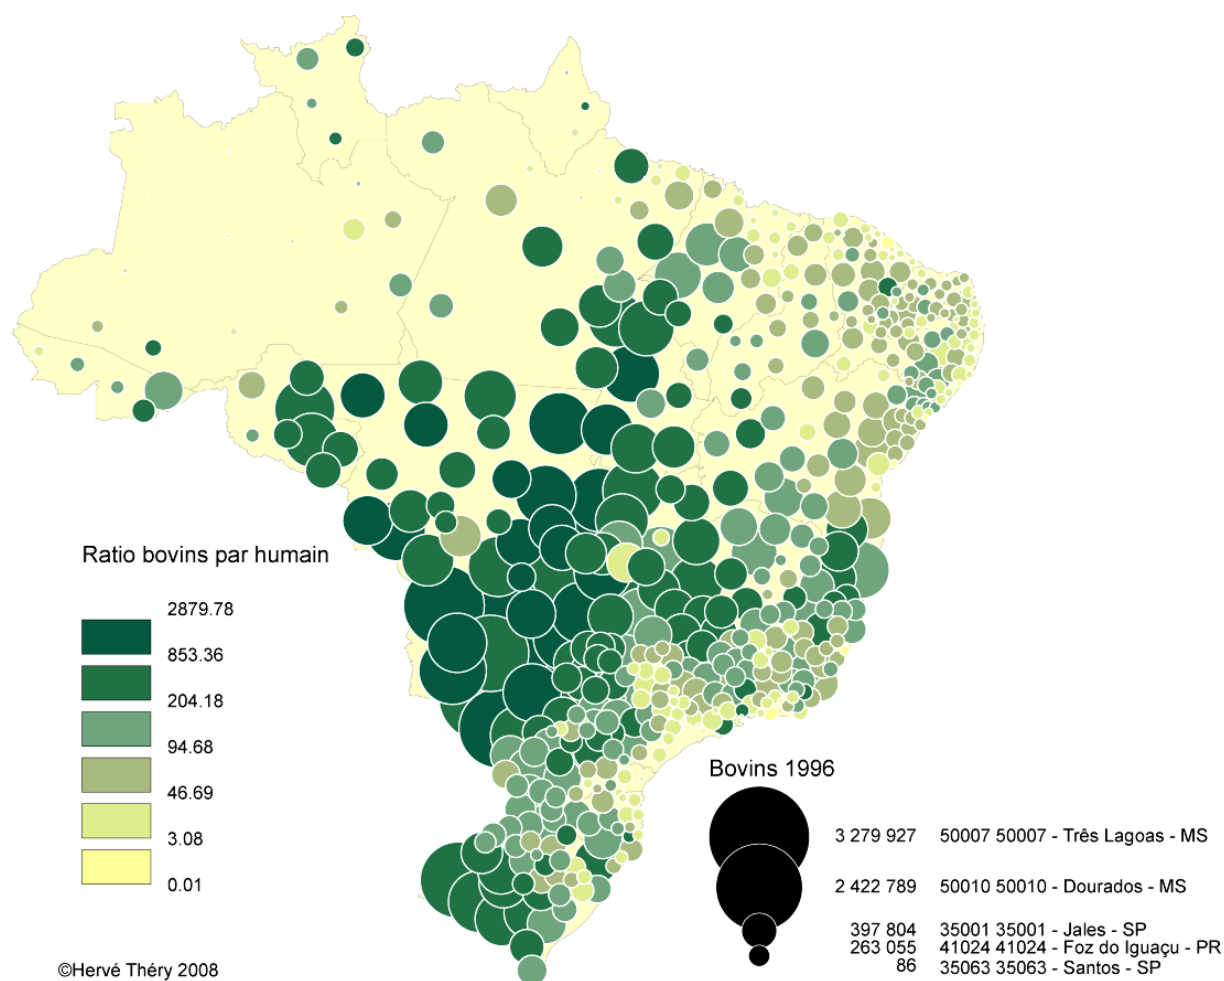 Ratio bovins par humain
2879.78
853.36
204.18
94.68
46.69
3.08
0.01
Bovins 1996
3 279 927 50007 50007 - Três Lagoas - MS
2 422 789 50010 50010 - Dourados - MS
397 804 35001 35001 - Jales - SP
263 055 41024 41024 - Foz do Iguaçu - PR
86 35063 35063 - Santos - SP
©Hervé Théry 2008